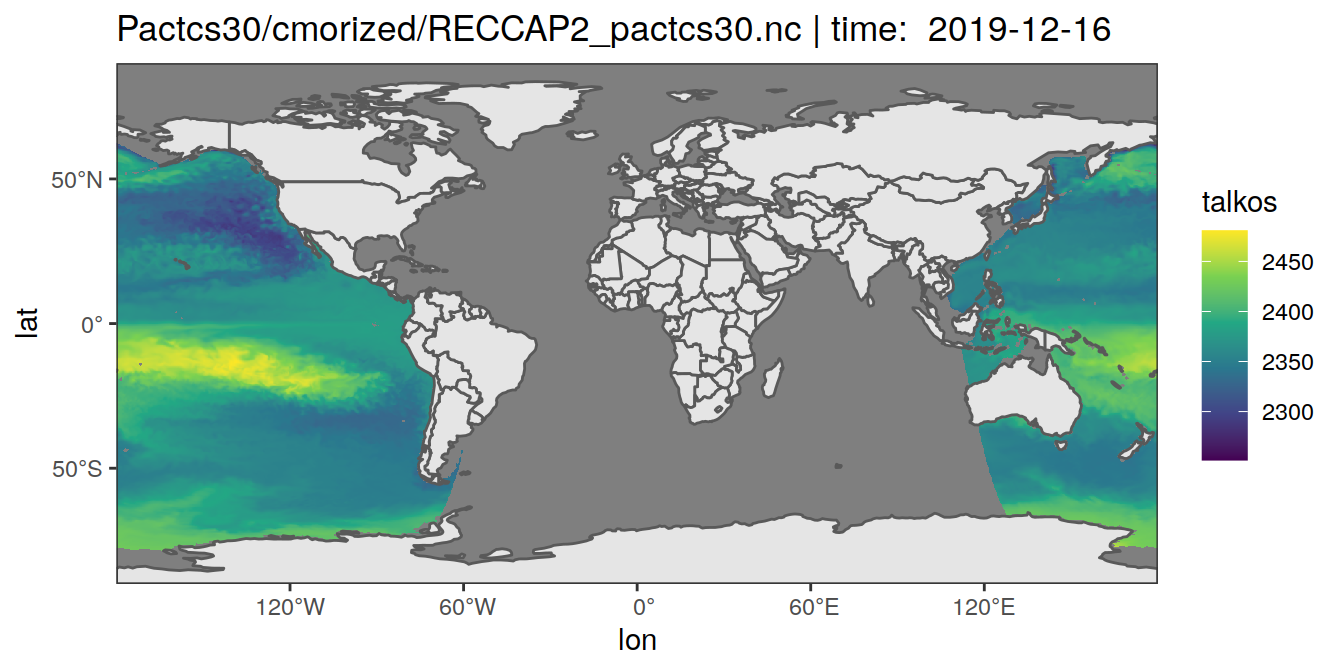 Pactcs30/cmorized/RECCAP2_pactcs30.nc | time:  2019-12-16
lat
50°N
0°
50°S
120°W 60°W 0° 60°E 120°E
lon
talkos
2450
2400
2350
2300